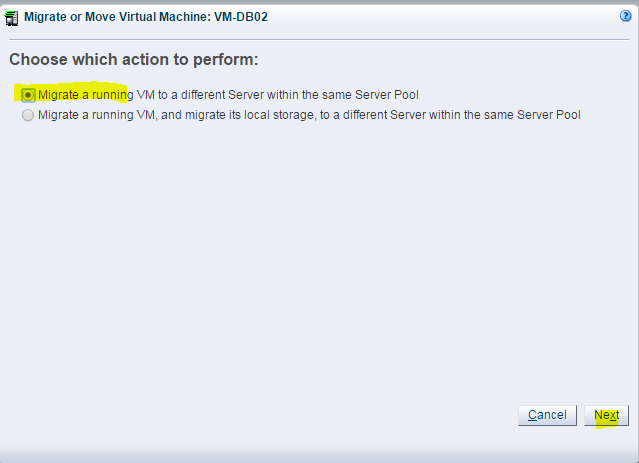 Migrate or Move Virtual Machine: VM-DB02
?
Choose which action to perform:
Migrate a running VM to a different Server within the same Server Pool
Migrate a running VM, and migrate its local storage, to a different Server within the same Server Pool
Cancel Next